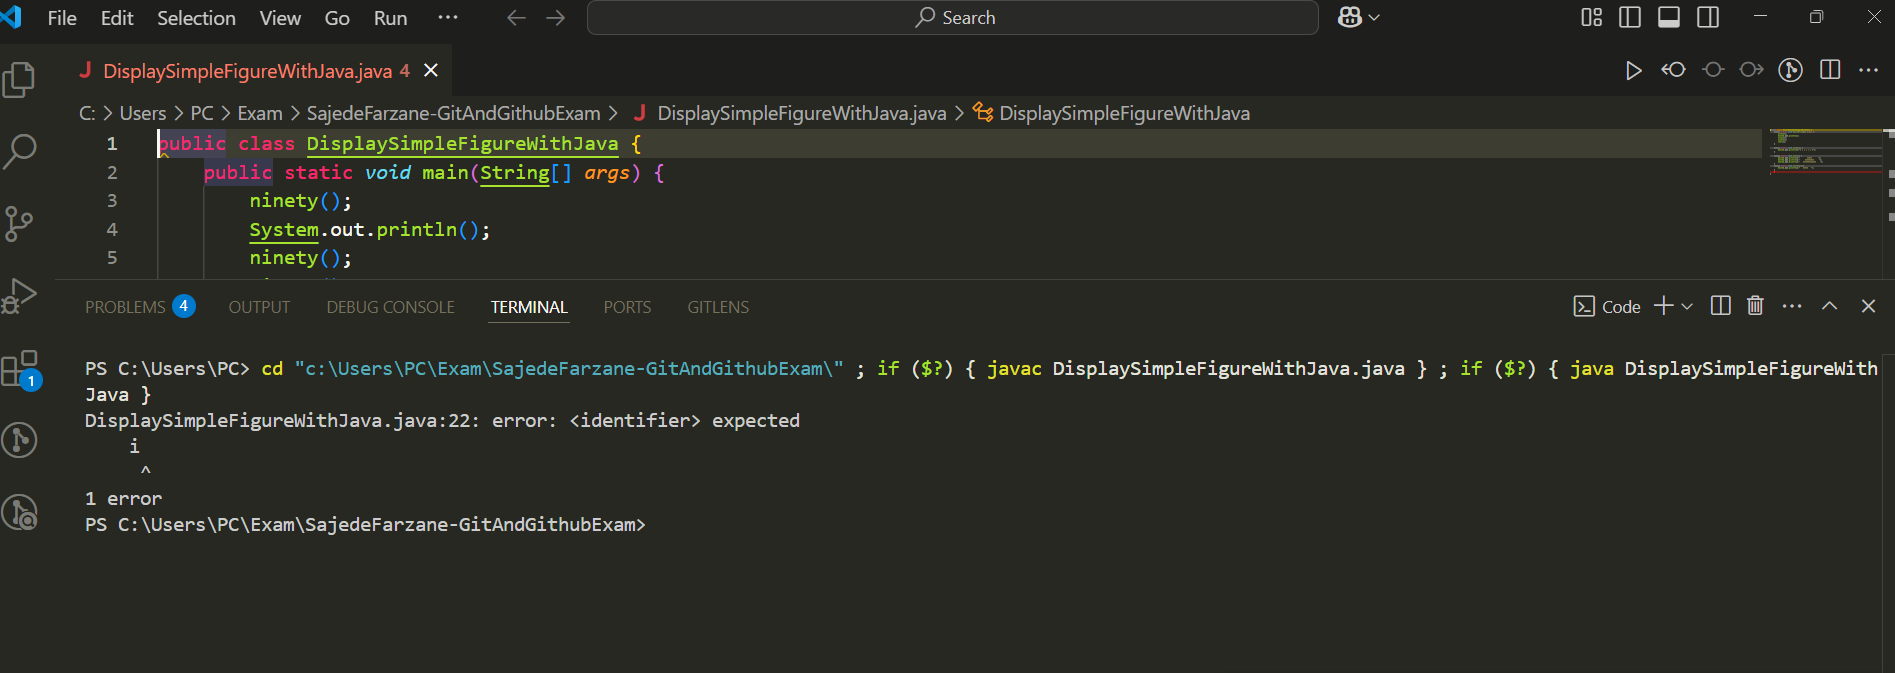 File Edit Selection View Go Run ··· Search
DisplaySimpleFigureWithJava.java 4
C: > Users > PC > Exam > SajedeFarzane-GitAndGithubExam > J DisplaySimpleFigureWithJava.java > DisplaySimpleFigureWithJava
1 public class DisplaySimpleFigureWithJava {
2 public static void main(String[] args) {
3 ninety();
4 System.out.println();
5 ninety();
PROBLEMS 4 OUTPUT DEBUG CONSOLE TERMINAL PORTS GITLENS Code
PS C:\Users\PC> cd "c:\Users\PC\Exam\SajedeFarzane-GitAndGithubExam\" ; if ($?) { javac DisplaySimpleFigureWithJava.java } ; if ($?) { java DisplaySimpleFigureWith
Java }
DisplaySimpleFigureWithJava.java:22: error: <identifier> expected
i
^
1 error
PS C:\Users\PC\Exam\SajedeFarzane-GitAndGithubExam>
1